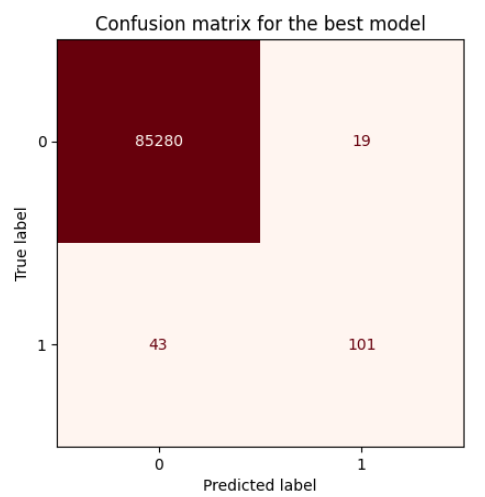 Confusion matrix for the best model
0
85280
19
True label
1
43
101
0
1
Predicted label